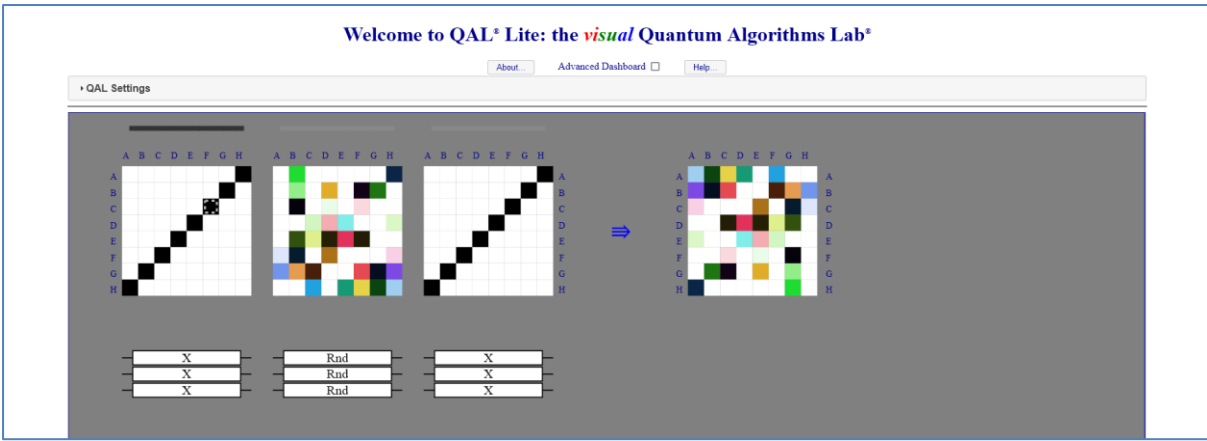 Welcome to QAL® Lite: the visual Quantum Algorithms Lab®
About... Advanced Dashboard Help...
QAL Settings
A B C D E F G H A B C D E F G H A B C D E F G H A B C D E F G H
A A A A
B B B B
C C C C
D D D D
E E E E
F F F F
G G G G
H H H H
X Rnd X
X Rnd X
X Rnd X